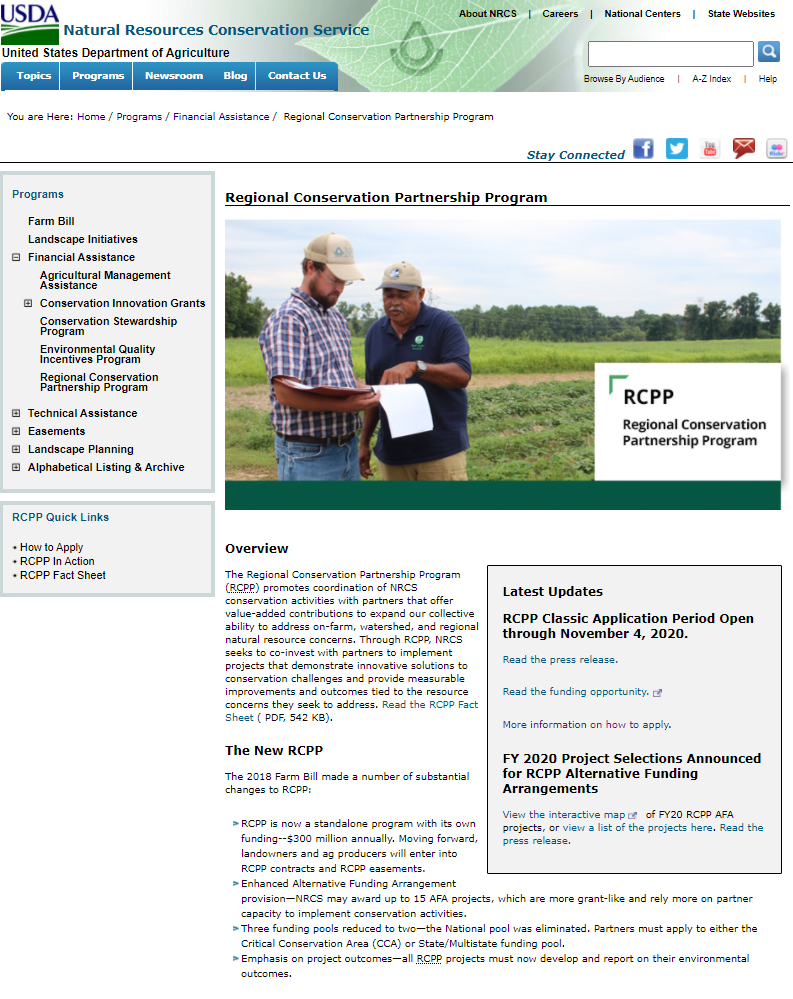 USDA
Natural Resources Conservation Service
United States Department of Agriculture
About NRCS | Careers | National Centers | State Websites
Browse By Audience | A-Z Index | Help
Topics Programs Newsroom Blog Contact Us
You are Here: Home / Programs / Financial Assistance / Regional Conservation Partnership Program
Stay Connected
Programs
Farm Bill
Landscape Initiatives
Financial Assistance
Agricultural Management
Assistance
Conservation Innovation Grants
Conservation Stewardship
Program
Environmental Quality
Incentives Program
Regional Conservation
Partnership Program
Technical Assistance
Easements
Landscape Planning
Alphabetical Listing & Archive
RCPP Quick Links
• How to Apply
• RCPP In Action
• RCPP Fact Sheet
Regional Conservation Partnership Program
RCPP
Regional Conservation
Partnership Program
Overview
The Regional Conservation Partnership Program
(RCPP) promotes coordination of NRCS
conservation activities with partners that offer
value-added contributions to expand our collective
ability to address on-farm, watershed, and regional
natural resource concerns. Through RCPP, NRCS
seeks to co-invest with partners to implement
projects that demonstrate innovative solutions to
conservation challenges and provide measurable
improvements and outcomes tied to the resource
concerns they seek to address. Read the RCPP Fact
Sheet ( PDF, 542 KB).
The New RCPP
The 2018 Farm Bill made a number of substantial
changes to RCPP:
RCPP is now a standalone program with its own
funding--$300 million annually. Moving forward,
landowners and ag producers will enter into
RCPP contracts and RCPP easements.
Enhanced Alternative Funding Arrangement
provision—NRCS may award up to 15 AFA projects, which are more grant-like and rely more on partner
capacity to implement conservation activities.
Three funding pools reduced to two—the National pool was eliminated. Partners must apply to either the
Critical Conservation Area (CCA) or State/Multistate funding pool.
Emphasis on project outcomes—all RCPP projects must now develop and report on their environmental
outcomes.
Latest Updates
RCPP Classic Application Period Open
through November 4, 2020.
Read the press release.
Read the funding opportunity.
More information on how to apply.
FY 2020 Project Selections Announced
for RCPP Alternative Funding
Arrangements
View the interactive map of FY20 RCPP AFA
projects, or view a list of the projects here. Read the
press release.